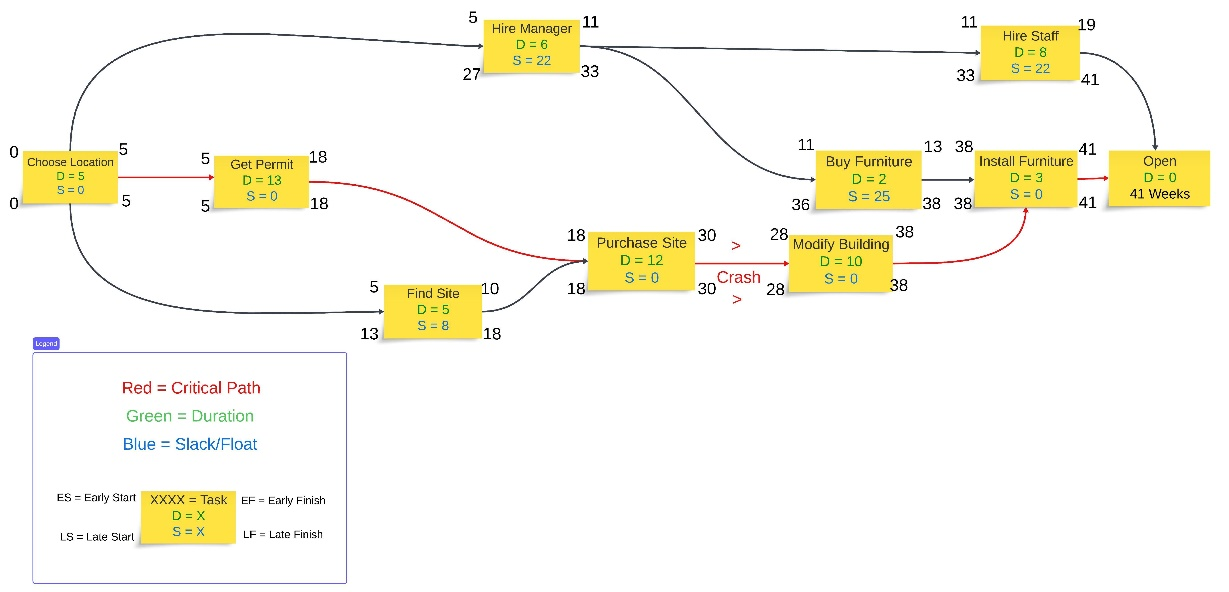 5
Hire Manager
11
D = 6
S = 22
27
33
11
Hire Staff
19
D = 8
S = 22
33
41
0
Choose Location
5
D = 5
S = 0
0
5
5
Get Permit
18
D = 13
S = 0
5
18
11
Buy Furniture
13
D = 2
S = 25
36
38
38
Install Furniture
41
D = 3
S = 0
38
41
Open
D = 0
41 Weeks
18
Purchase Site
30
D = 12
S = 0
18
30
>
Crash
>
28
Modify Building
38
D = 10
S = 0
28
38
5
Find Site
10
D = 5
S = 8
13
18
Legend
Red = Critical Path
Green = Duration
Blue = Slack/Float
ES = Early Start
XXXX = Task
EF = Early Finish
D = X
S = X
LS = Late Start
LF = Late Finish